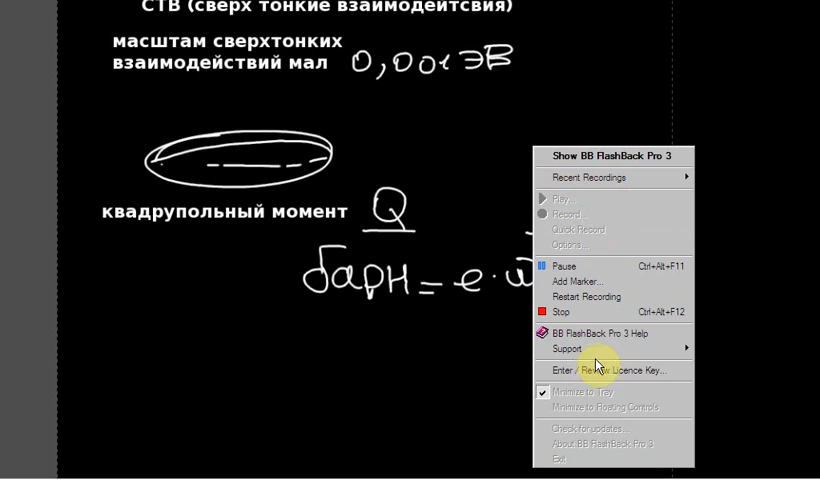 СТВ (сверх тонкие взаимодейтсвия)
масштам сверхтонких
взаимодействий мал 0,001 эВ
квадрупольный момент Q
барн = e ·
Show BB FlashBack Pro 3
Recent Recordings
Play...
Record...
Quick Record
Options...
Pause Ctrl+Alt+F11
Add Marker...
Restart Recording
Stop Ctrl+Alt+F12
BB FlashBack Pro 3 Help
Support
Enter / Review Licence Key...
Minimize to Tray
Minimize to Floating Controls
Check for updates...
About BB FlashBack Pro 3
Exit